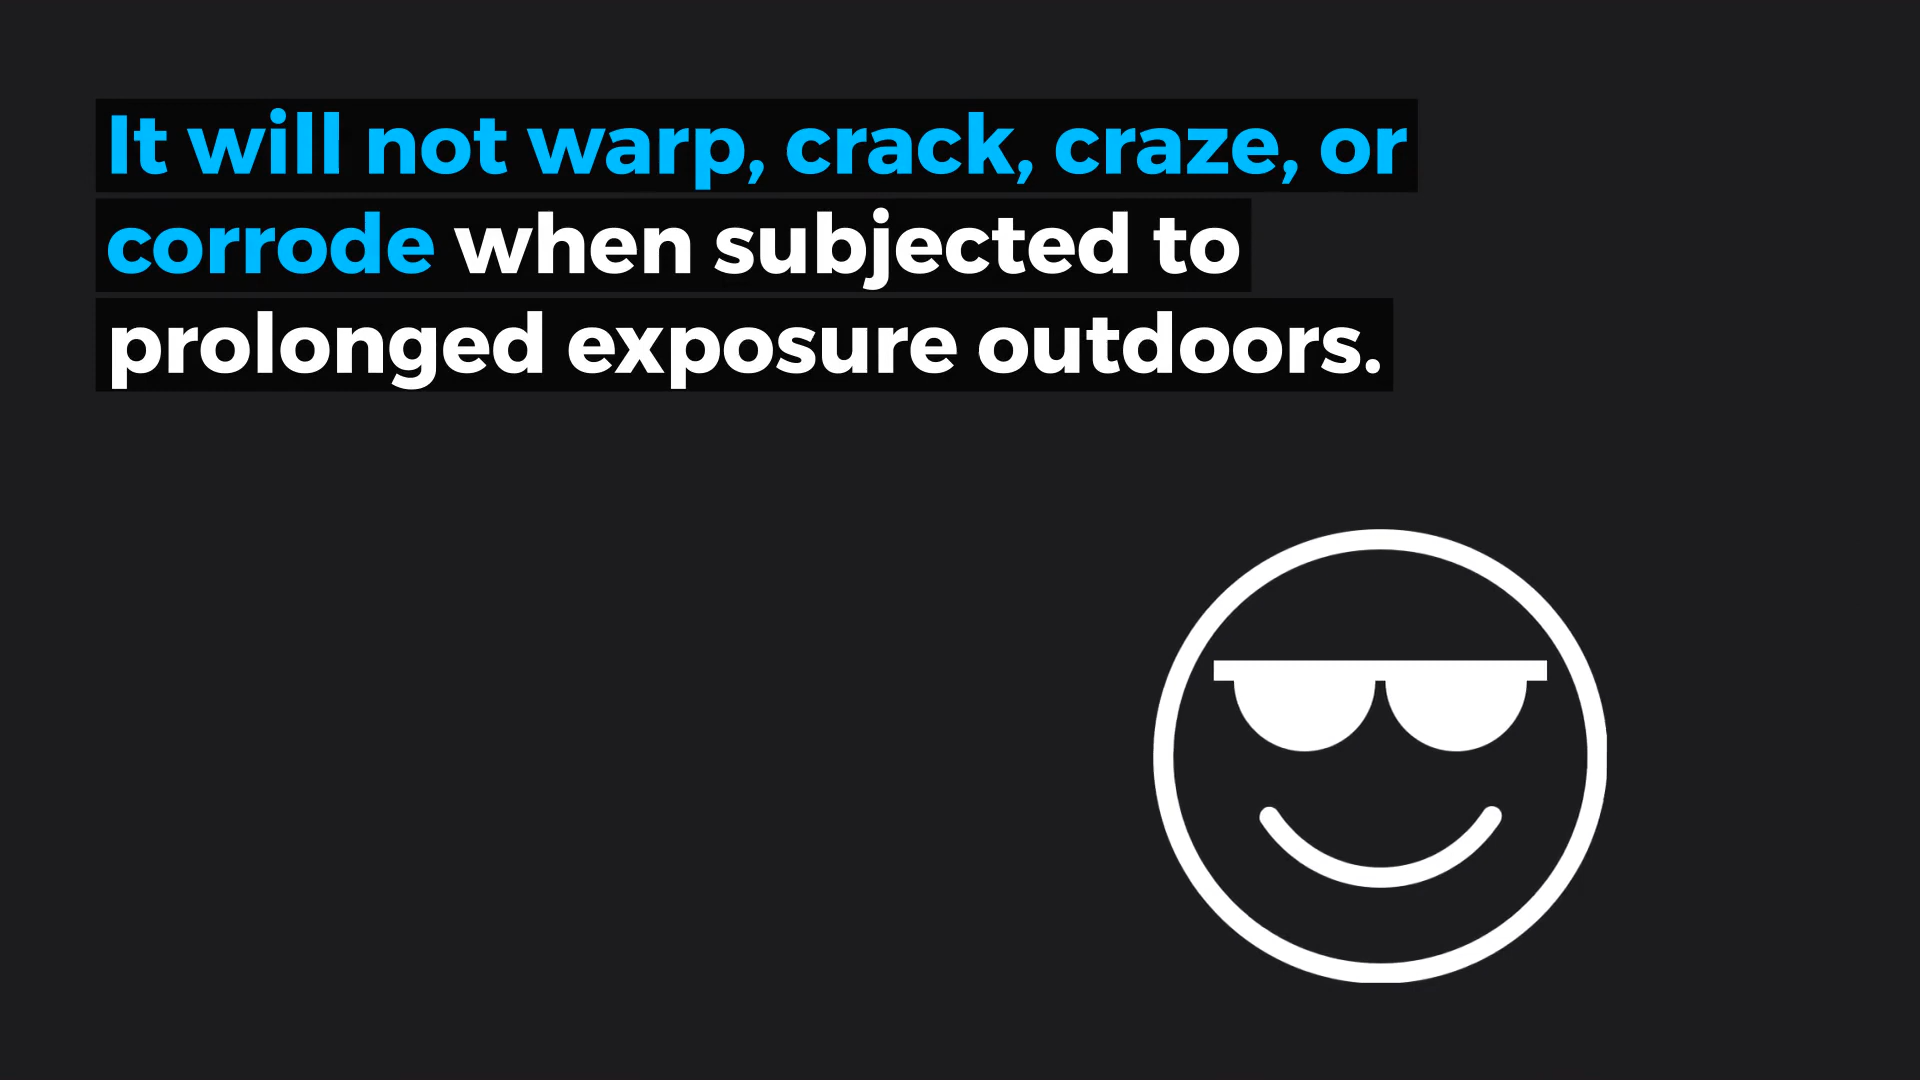 It will not warp, crack, craze, or
corrode when subjected to
prolonged exposure outdoors.